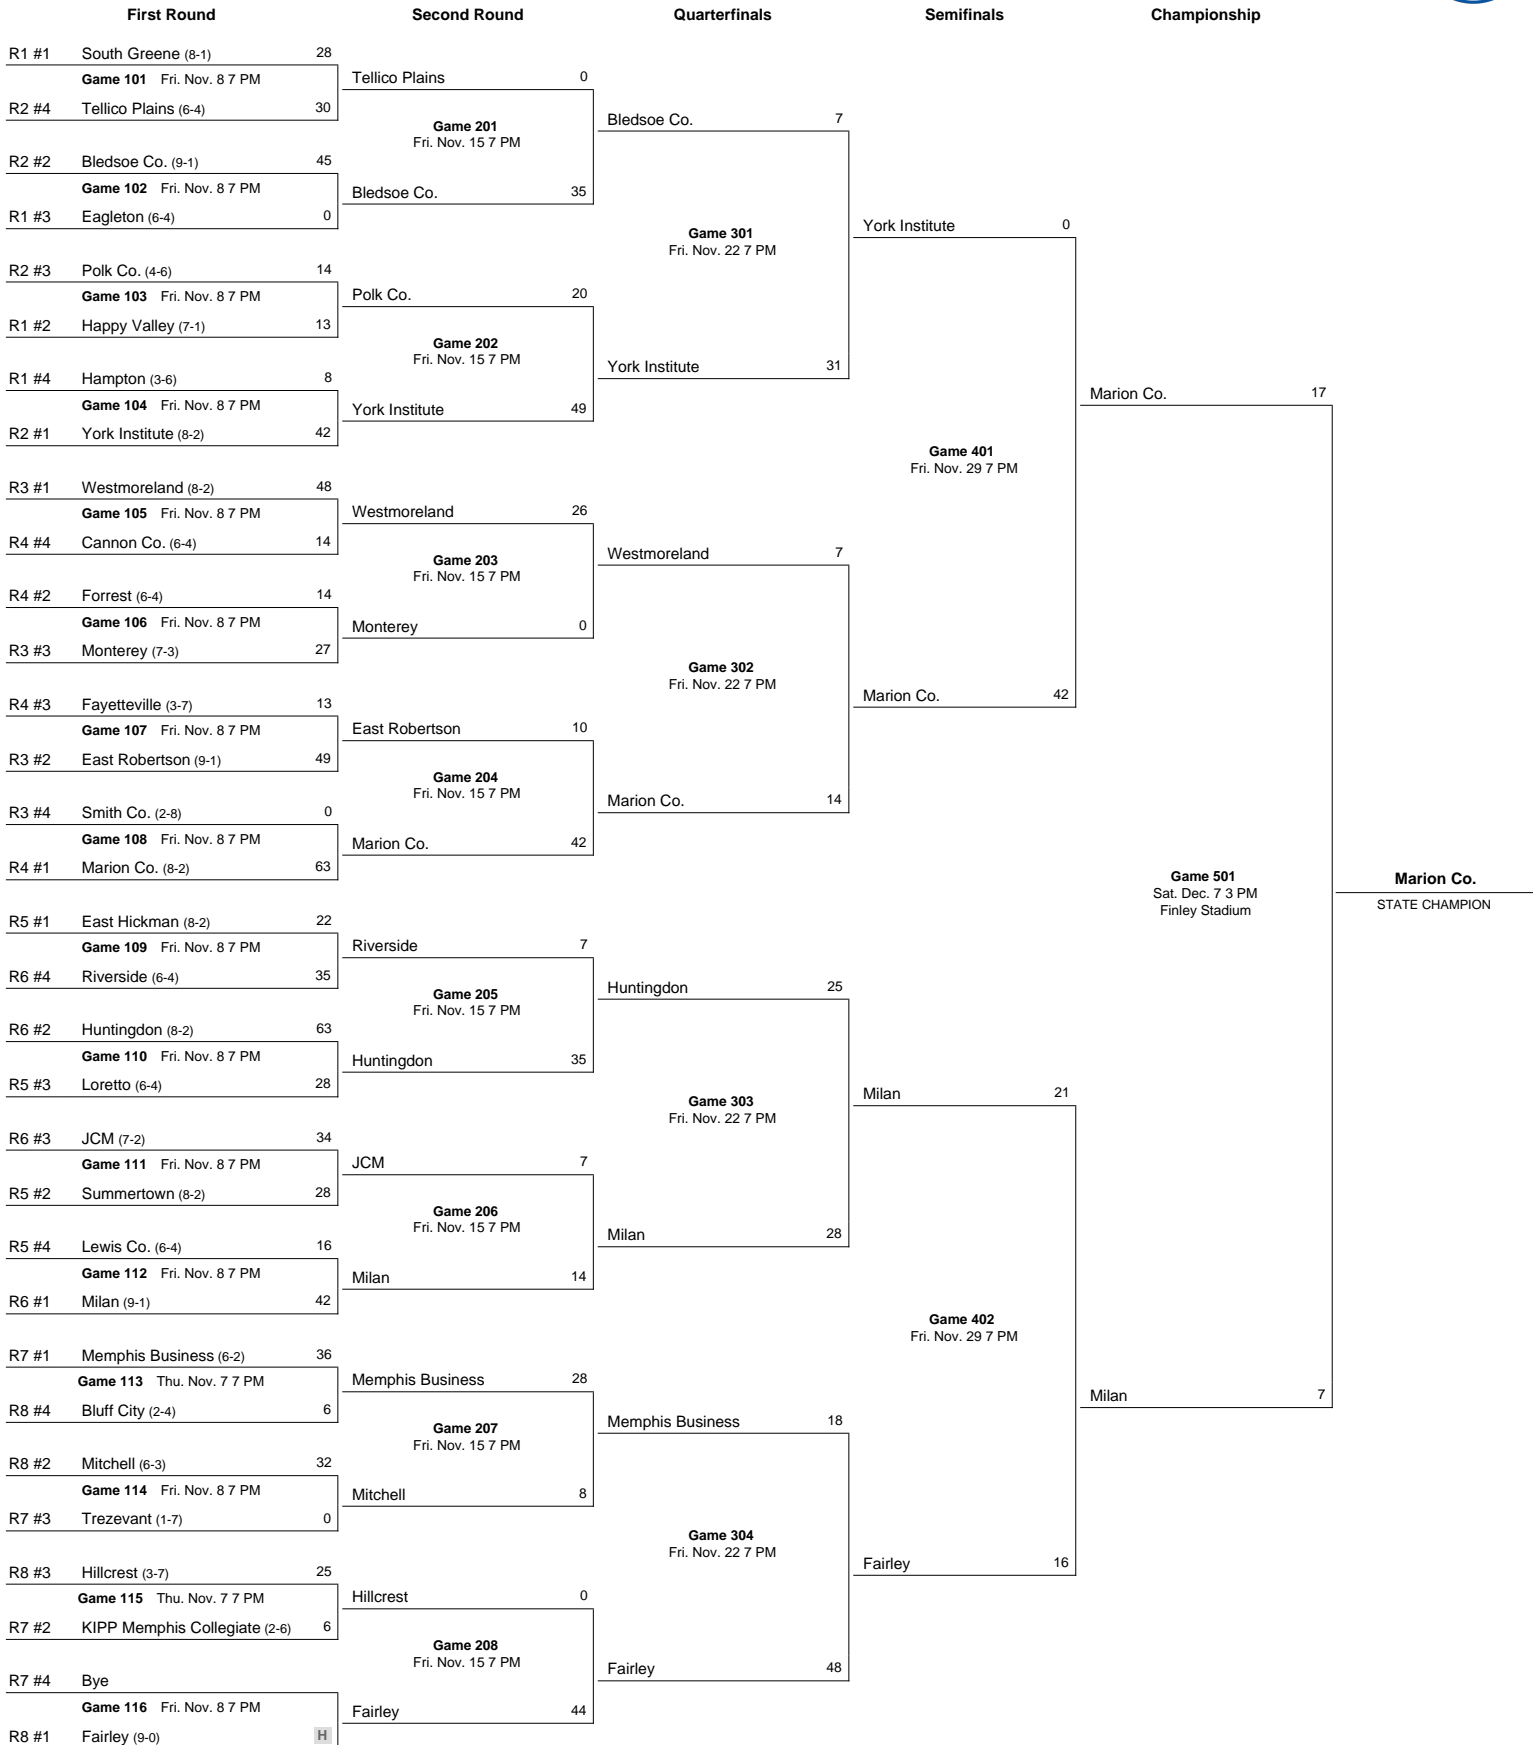 First Round Second Round Quarterfinals Semifinals Championship
R1 #1 South Greene (8-1) 28
Game 101 Fri. Nov. 8 7 PM
R2 #4 Tellico Plains (6-4) 30
R2 #2 Bledsoe Co. (9-1) 45
Game 102 Fri. Nov. 8 7 PM
R1 #3 Eagleton (6-4) 0
R2 #3 Polk Co. (4-6) 14
Game 103 Fri. Nov. 8 7 PM
R1 #2 Happy Valley (7-1) 13
R1 #4 Hampton (3-6) 8
Game 104 Fri. Nov. 8 7 PM
R2 #1 York Institute (8-2) 42
R3 #1 Westmoreland (8-2) 48
Game 105 Fri. Nov. 8 7 PM
R4 #4 Cannon Co. (6-4) 14
R4 #2 Forrest (6-4) 14
Game 106 Fri. Nov. 8 7 PM
R3 #3 Monterey (7-3) 27
R4 #3 Fayetteville (3-7) 13
Game 107 Fri. Nov. 8 7 PM
R3 #2 East Robertson (9-1) 49
R3 #4 Smith Co. (2-8) 0
Game 108 Fri. Nov. 8 7 PM
R4 #1 Marion Co. (8-2) 63
R5 #1 East Hickman (8-2) 22
Game 109 Fri. Nov. 8 7 PM
R6 #4 Riverside (6-4) 35
R6 #2 Huntingdon (8-2) 63
Game 110 Fri. Nov. 8 7 PM
R5 #3 Loretto (6-4) 28
R6 #3 JCM (7-2) 34
Game 111 Fri. Nov. 8 7 PM
R5 #2 Summertown (8-2) 28
R5 #4 Lewis Co. (6-4) 16
Game 112 Fri. Nov. 8 7 PM
R6 #1 Milan (9-1) 42
R7 #1 Memphis Business (6-2) 36
Game 113 Thu. Nov. 7 7 PM
R8 #4 Bluff City (2-4) 6
R8 #2 Mitchell (6-3) 32
Game 114 Fri. Nov. 8 7 PM
R7 #3 Trezevant (1-7) 0
R8 #3 Hillcrest (3-7) 25
Game 115 Thu. Nov. 7 7 PM
R7 #2 KIPP Memphis Collegiate (2-6) 6
R7 #4 Bye
Game 116 Fri. Nov. 8 7 PM
R8 #1 Fairley (9-0) H
Tellico Plains 0
Game 201
Fri. Nov. 15 7 PM
Bledsoe Co. 35
Polk Co. 20
Game 202
Fri. Nov. 15 7 PM
York Institute 49
Westmoreland 26
Game 203
Fri. Nov. 15 7 PM
Monterey 0
East Robertson 10
Game 204
Fri. Nov. 15 7 PM
Marion Co. 42
Riverside 7
Game 205
Fri. Nov. 15 7 PM
Huntingdon 35
JCM 7
Game 206
Fri. Nov. 15 7 PM
Milan 14
Memphis Business 28
Game 207
Fri. Nov. 15 7 PM
Mitchell 8
Hillcrest 0
Game 208
Fri. Nov. 15 7 PM
Fairley 44
Bledsoe Co. 7
Game 301
Fri. Nov. 22 7 PM
York Institute 31
Westmoreland 7
Game 302
Fri. Nov. 22 7 PM
Marion Co. 14
Huntingdon 25
Game 303
Fri. Nov. 22 7 PM
Milan 28
Memphis Business 18
Game 304
Fri. Nov. 22 7 PM
Fairley 48
York Institute 0
Game 401
Fri. Nov. 29 7 PM
Marion Co. 42
Milan 21
Game 402
Fri. Nov. 29 7 PM
Fairley 16
Marion Co. 17
Game 501
Sat. Dec. 7 3 PM
Finley Stadium
Milan 7
Marion Co.
STATE CHAMPION